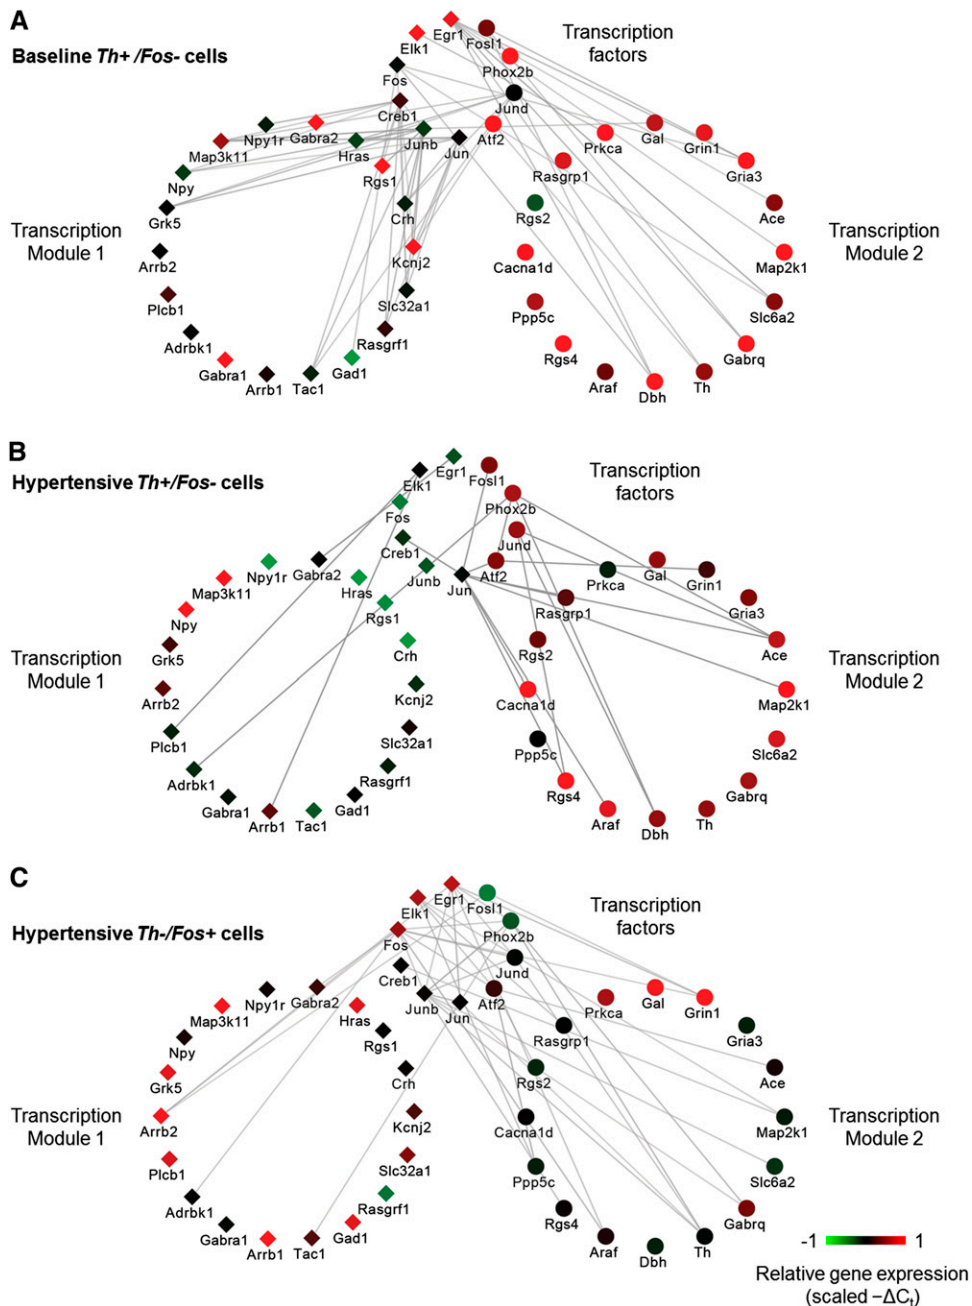 A
Baseline Th+ /Fos- cells
Transcription
factors
Egr1
Fosl1
Elk1
Phox2b
Fos
Jund
Creb1
Junb
Jun
Atf2
Map3k11
Npy1r
Gabra2
Hras
Rgs1
Npy
Grk5
Crh
Kcnj2
Arrb2
Slc32a1
Plcb1
Rasgrf1
Adrbk1
Gabra1
Arrb1
Tac1
Gad1
Prkca
Gal
Grin1
Rasgrp1
Gria3
Rgs2
Ace
Cacna1d
Map2k1
Ppp5c
Slc6a2
Rgs4
Gabrq
Araf
Dbh
Th
Transcription
Module 1
Transcription
Module 2
B
Hypertensive Th+/Fos- cells
Transcription
factors
Egr1
Fosl1
Elk1
Phox2b
Fos
Jund
Creb1
Junb
Jun
Atf2
Map3k11
Npy1r
Gabra2
Hras
Rgs1
Npy
Grk5
Crh
Arrb2
Kcnj2
Plcb1
Slc32a1
Adrbk1
Rasgrf1
Gabra1
Arrb1
Tac1
Gad1
Prkca
Gal
Grin1
Rasgrp1
Gria3
Rgs2
Ace
Cacna1d
Map2k1
Ppp5c
Slc6a2
Rgs4
Gabrq
Araf
Dbh
Th
Transcription
Module 1
Transcription
Module 2
C
Hypertensive Th-/Fos+ cells
Transcription
factors
Egr1
Fosl1
Elk1
Phox2b
Fos
Jund
Creb1
Junb
Jun
Atf2
Map3k11
Npy1r
Gabra2
Hras
Rgs1
Npy
Grk5
Crh
Arrb2
Kcnj2
Plcb1
Slc32a1
Adrbk1
Rasgrf1
Gabra1
Arrb1
Tac1
Gad1
Prkca
Gal
Grin1
Rasgrp1
Gria3
Rgs2
Ace
Cacna1d
Map2k1
Ppp5c
Slc6a2
Rgs4
Gabrq
Araf
Dbh
Th
Transcription
Module 1
Transcription
Module 2
-1 1
Relative gene expression
(scaled −ΔCt)